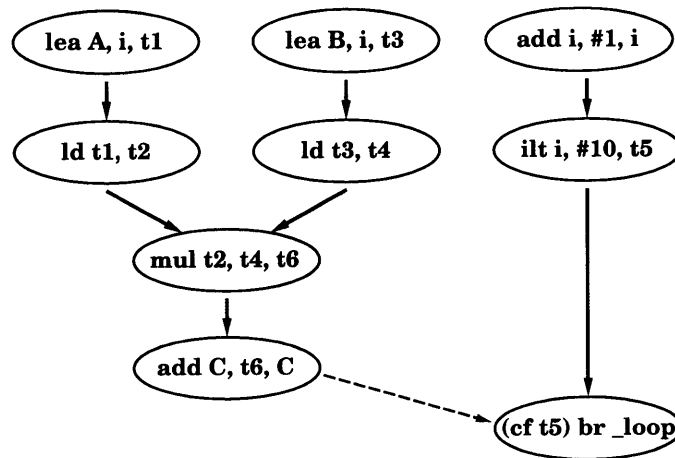 lea A, i, t1
lea B, i, t3
add i, #1, i
ld t1, t2
ld t3, t4
ilt i, #10, t5
mul t2, t4, t6
add C, t6, C
(cf t5) br _loop